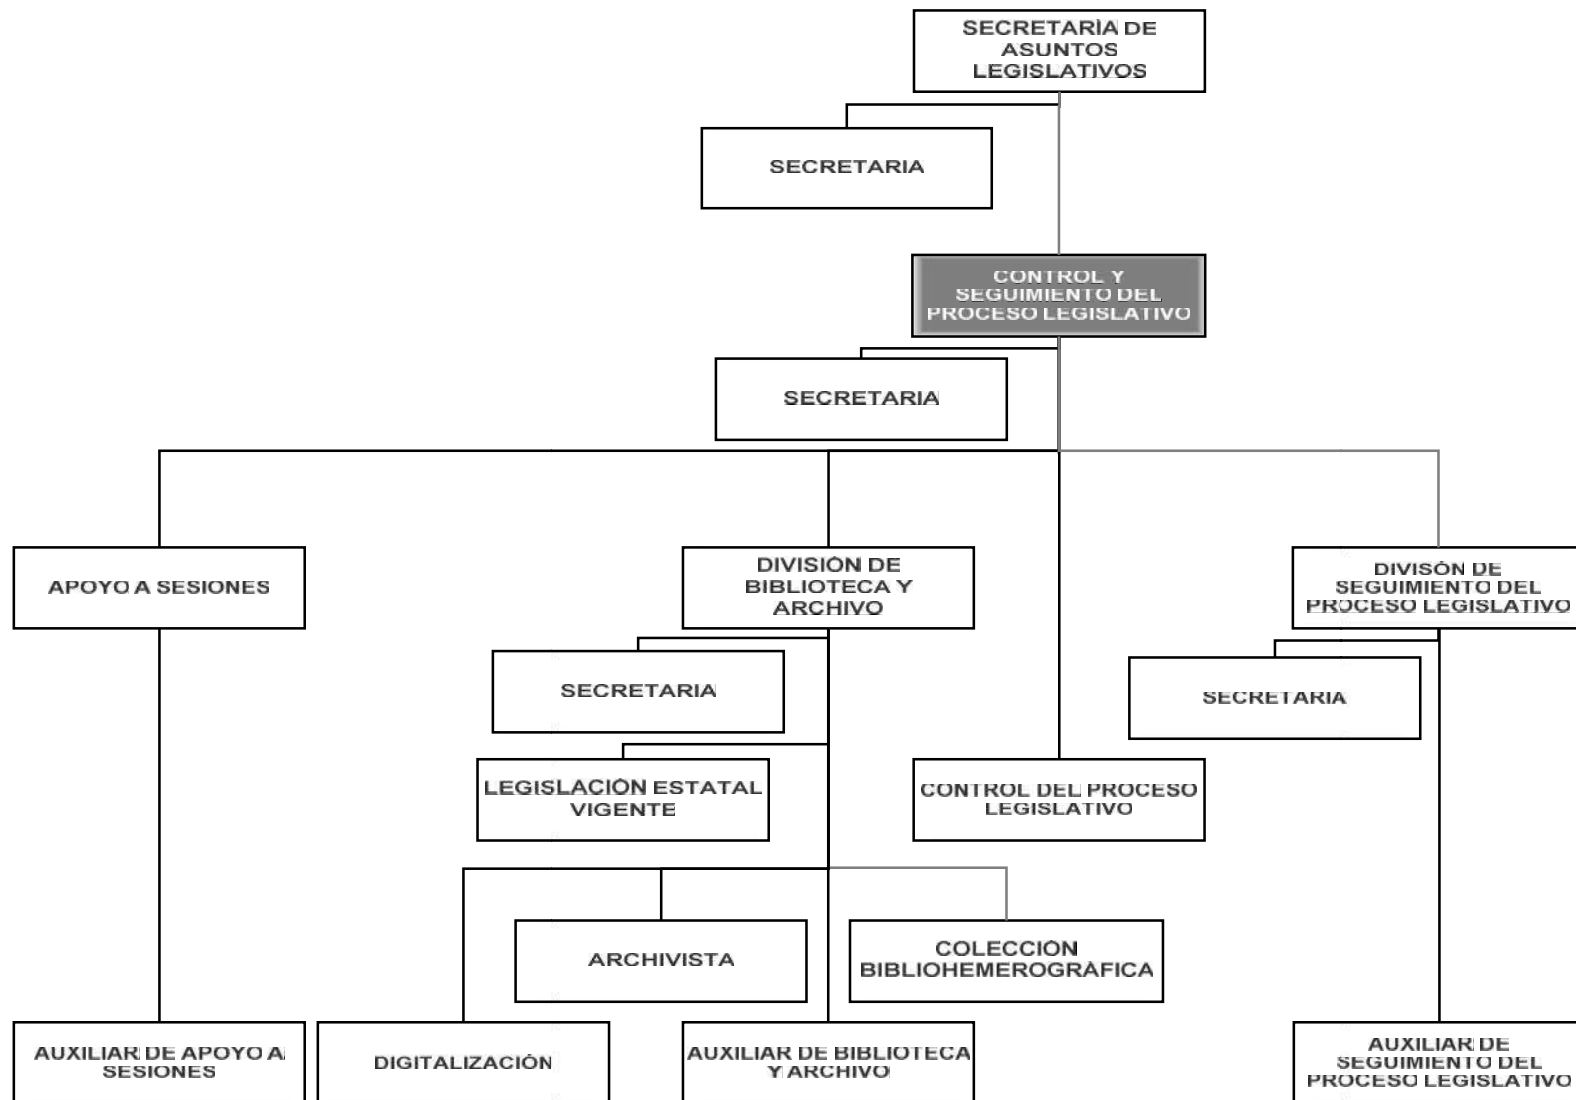 SECRETARÍA DE
ASUNTOS
LEGISLATIVOS
SECRETARIA
CONTROL Y
SEGUIMIENTO DEL
PROCESO LEGISLATIVO
SECRETARIA
APOYO A SESIONES
DIVISIÓN DE
BIBLIOTECA Y
ARCHIVO
DIVISÓN DE
SEGUIMIENTO DEL
PROCESO LEGISLATIVO
SECRETARIA
SECRETARIA
LEGISLACIÓN ESTATAL
VIGENTE
CONTROL DEL PROCESO
LEGISLATIVO
ARCHIVISTA
COLECCIÓN
BIBLIOHEMEROGRÁFICA
AUXILIAR DE APOYO A
SESIONES
DIGITALIZACIÓN
AUXILIAR DE BIBLIOTECA
Y ARCHIVO
AUXILIAR DE
SEGUIMIENTO DEL
PROCESO LEGISLATIVO